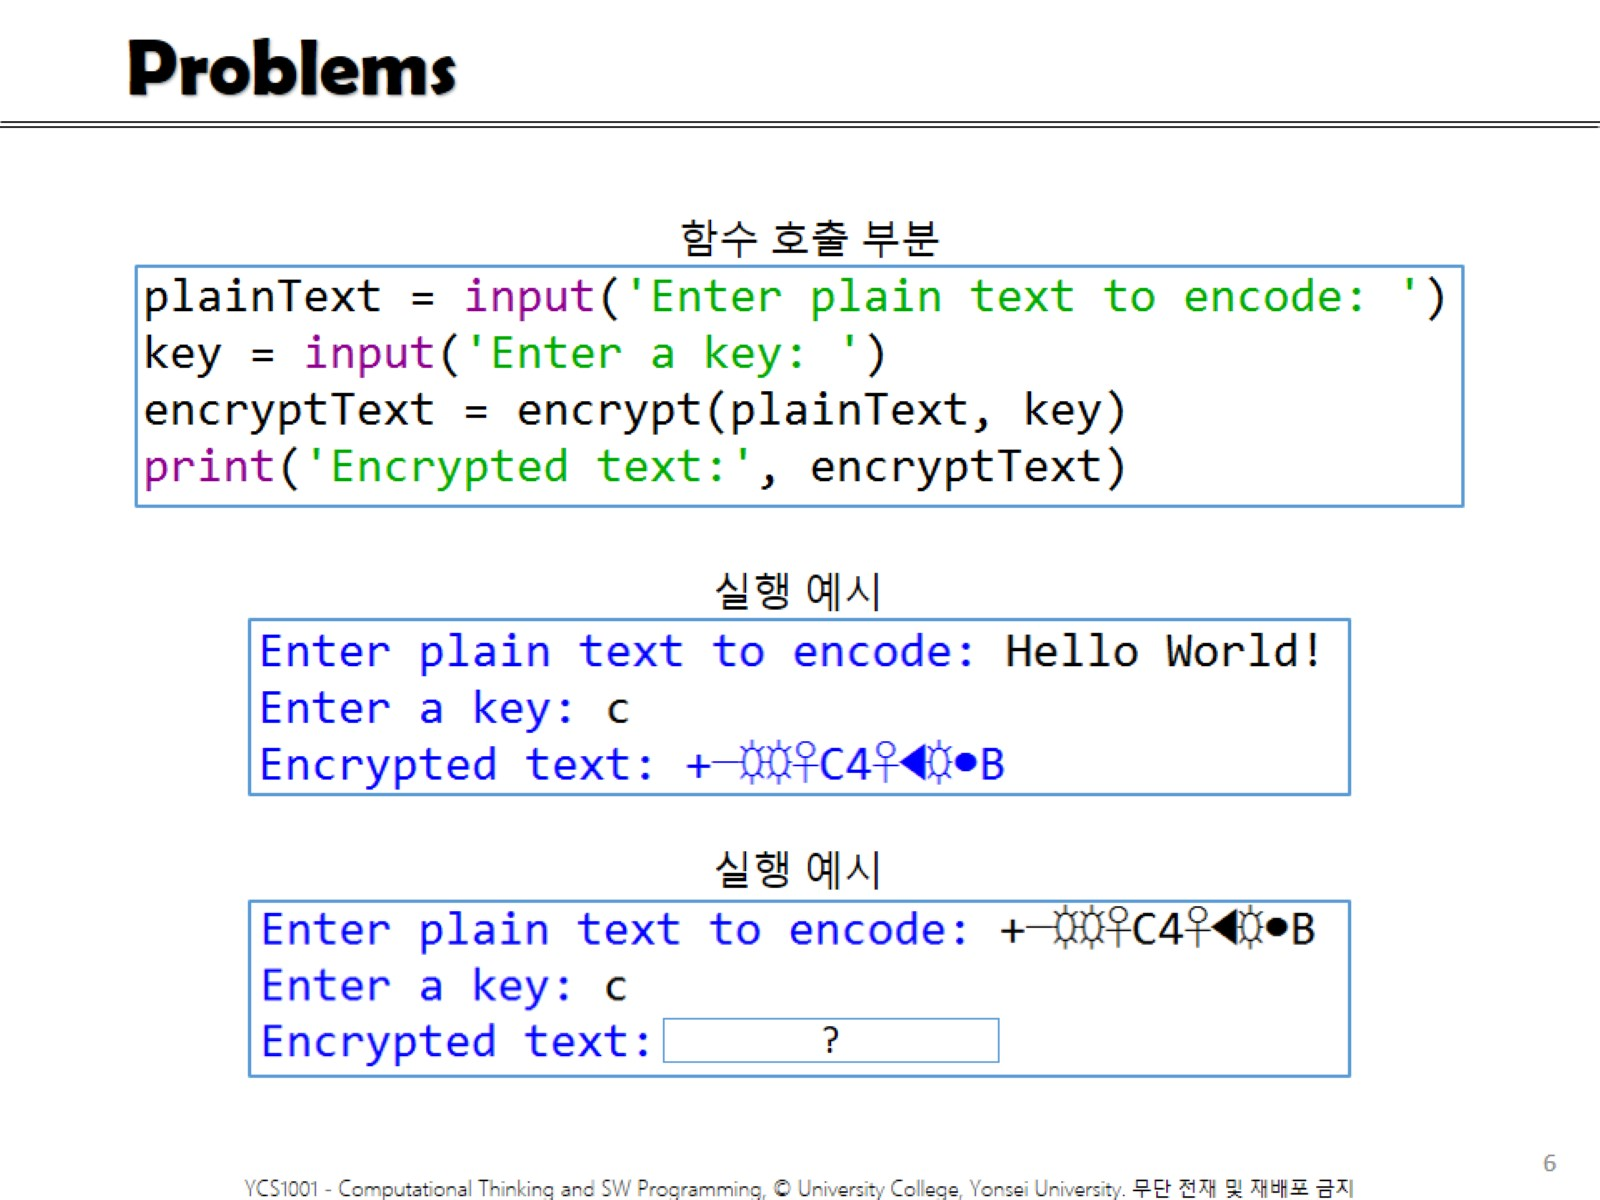 Problems
함수 호출 부분
plainText = input('Enter plain text to encode: ')
key = input('Enter a key: ')
encryptText = encrypt(plainText, key)
print('Encrypted text:', encryptText)
실행 예시
Enter plain text to encode: Hello World!
Enter a key: c
Encrypted text: +─☼☼♀C4♀◀☼●B
실행 예시
Enter plain text to encode: +─☼☼♀C4♀◀☼●B
Enter a key: c
Encrypted text: ?
6
YCS1001 - Computational Thinking and SW Programming, © University College, Yonsei University. 무단 전재 및 재배포 금지